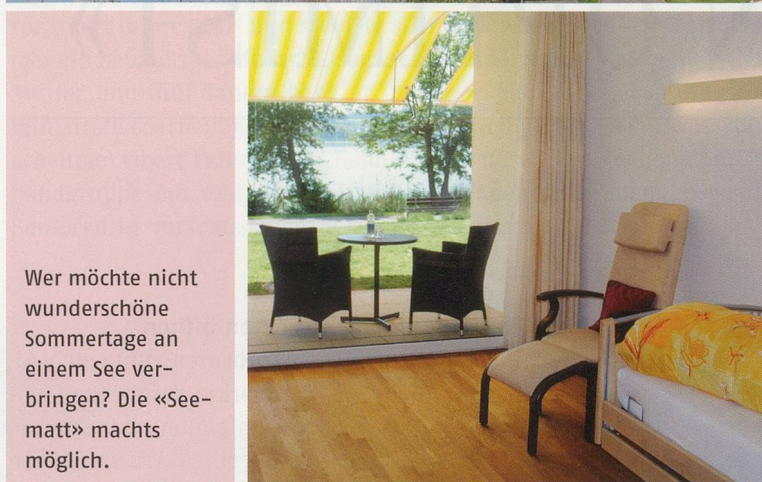 Wer möchte nicht
wunderschöne
Sommertage an
einem See ver-
bringen? Die «See-
matt» machts
möglich.